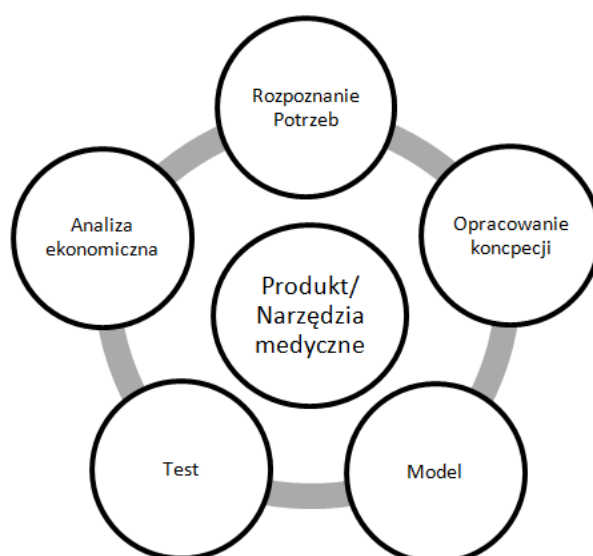 Rozpoznanie
Potrzeb
Opracowanie
koncpecji
Model
Test
Analiza
ekonomiczna
Produkt/
Narzędzia
medyczne